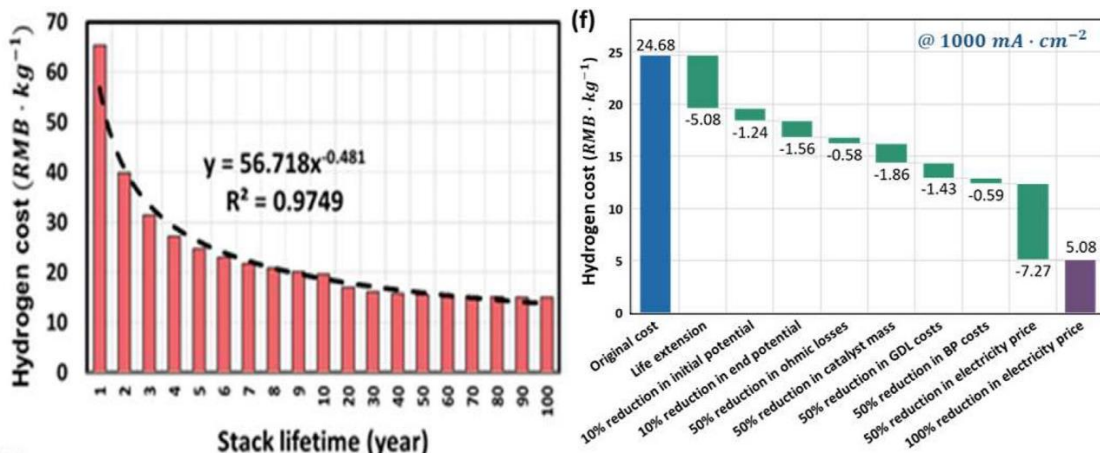 Hydrogen cost (RMB · kg⁻¹)
70
60
50
40
30
20
10
0
y = 56.718x⁻⁰·⁴⁸¹
R² = 0.9749
1 2 3 4 5 6 7 8 9 10 20 30 40 50 60 70 80 90 100
Stack lifetime (year)
(f)
@ 1000 mA · cm⁻²
Hydrogen cost (RMB · kg⁻¹)
25
20
15
10
5
0
24.68
-5.08
-1.24
-1.56
-0.58
-1.86
-1.43
-0.59
-7.27
5.08
Original cost
Life extension
10% reduction in initial potential
10% reduction in end potential
50% reduction in ohmic losses
50% reduction in catalyst mass
50% reduction in GDL costs
50% reduction in BP costs
50% reduction in electricity price
100% reduction in electricity price